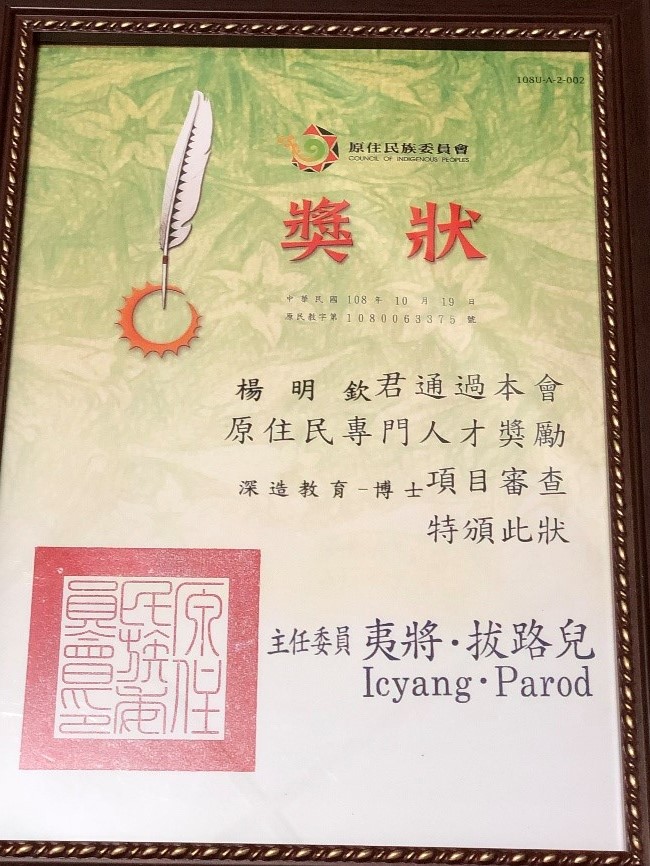 108U-A-2-002
原住民族委員會
COUNCIL OF INDIGENOUS PEOPLES
獎狀
中華民國 108 年 10 月 19 日
原民教字第 1080063375 號
楊明欽君通過本會
原住民專門人才獎勵
深造教育-博士項目審查
特頒此狀
主任委員 夷將·拔路兒
Icyang·Parod
原住民族委員會印